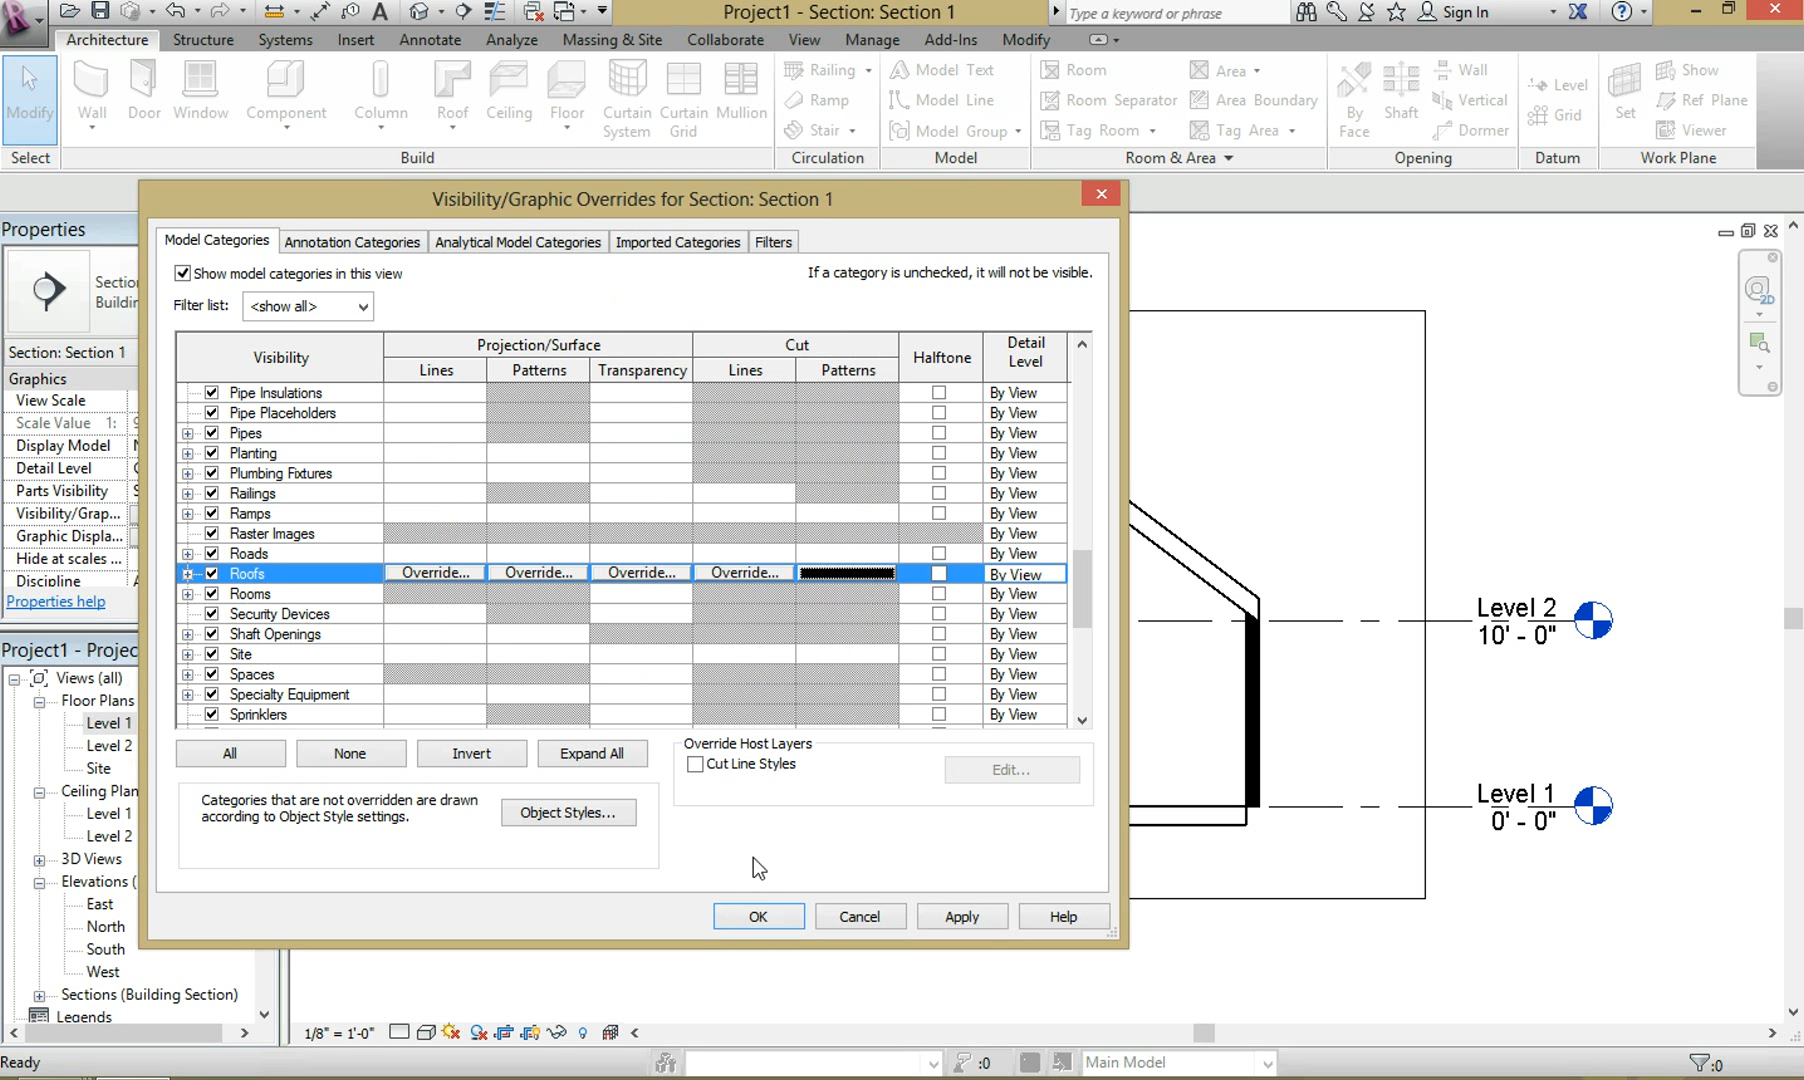 Project1 - Section: Section 1
Type a keyword or phrase
Sign In
Architecture Structure Systems Insert Annotate Analyze Massing & Site Collaborate View Manage Add-Ins Modify
Modify Wall Door Window Component Column Roof Ceiling Floor Curtain System Curtain Grid Mullion
Railing Model Text Room Area By Face Shaft Wall Level Set Show
Ramp Model Line Room Separator Area Boundary Vertical Grid Ref Plane
Stair Model Group Tag Room Tag Area Dormer Viewer
Select Build Circulation Model Room & Area Opening Datum Work Plane
Visibility/Graphic Overrides for Section: Section 1
Properties
Model Categories Annotation Categories Analytical Model Categories Imported Categories Filters
Show model categories in this view
If a category is unchecked, it will not be visible.
Filter list: <show all>
Visibility Projection/Surface Cut Halftone Detail Level
Lines Patterns Transparency Lines Patterns
Pipe Insulations By View
Pipe Placeholders By View
Pipes By View
Planting By View
Plumbing Fixtures By View
Railings By View
Ramps By View
Raster Images By View
Roads By View
Roofs Override... Override... Override... Override... By View
Rooms By View
Security Devices By View
Shaft Openings By View
Site By View
Spaces By View
Specialty Equipment By View
Sprinklers By View
All None Invert Expand All
Override Host Layers
Cut Line Styles Edit...
Categories that are not overridden are drawn
according to Object Style settings.
Object Styles...
OK Cancel Apply Help
Section: Section 1
Graphics
View Scale
Scale Value 1:
Display Model
Detail Level
Parts Visibility
Visibility/Grap...
Graphic Displa...
Hide at scales ...
Discipline
Properties help
Project1 - Projec
Views (all)
Floor Plans
Level 1
Level 2
Site
Ceiling Plan
Level 1
Level 2
3D Views
Elevations (
East
North
South
West
Sections (Building Section)
Legends
Level 2
10' - 0"
Level 1
0' - 0"
1/8" = 1'-0"
Ready
:0
Main Model
:0